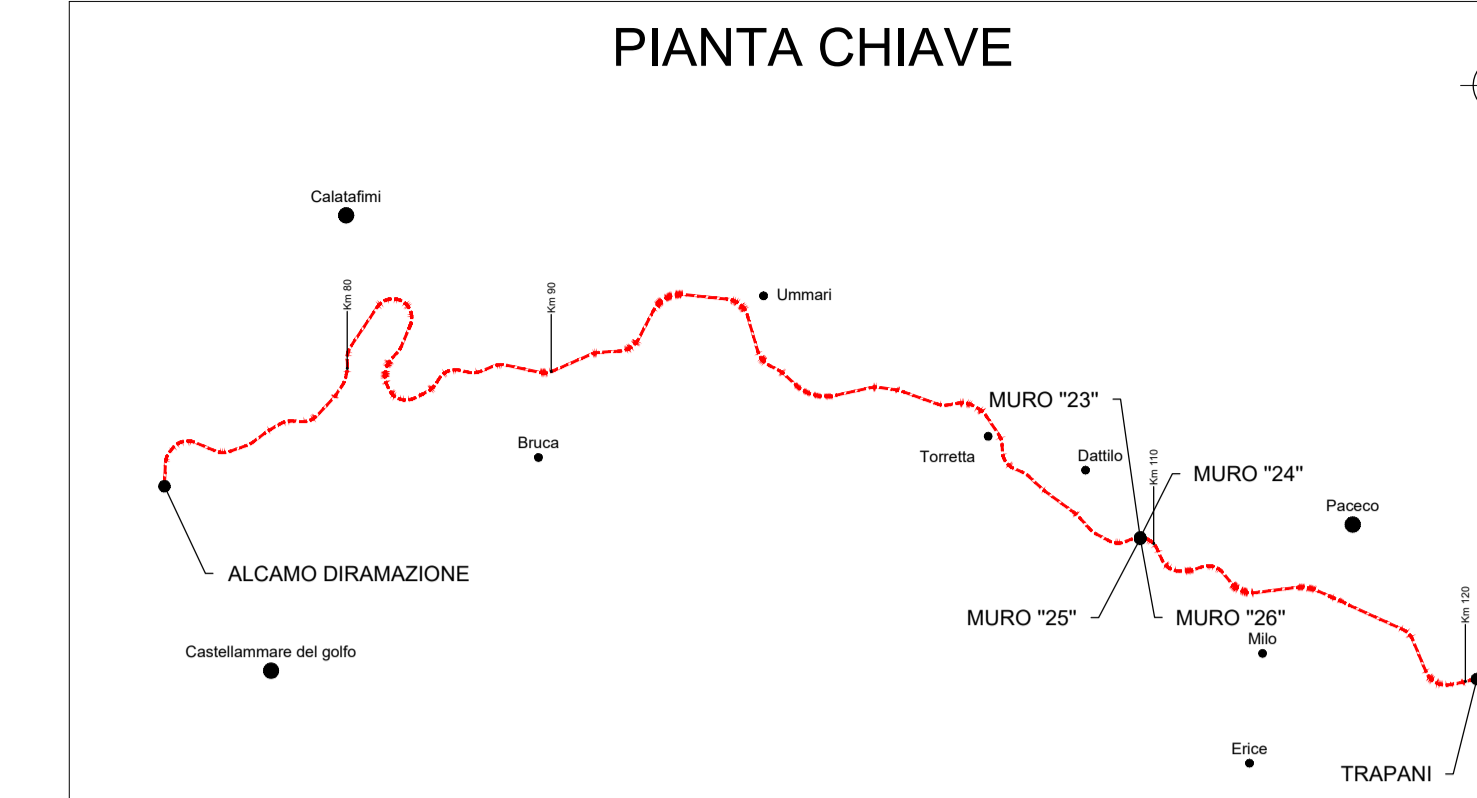 PIANTA CHIAVE
Calatafimi
Km 80
Km 90
Ummari
MURO "23"
Bruca
Torretta
Dattilo
Km 110
MURO "24"
Paceco
ALCAMO DIRAMAZIONE
MURO "25"
MURO "26"
Milo
Km 120
Castellammare del golfo
Erice
TRAPANI